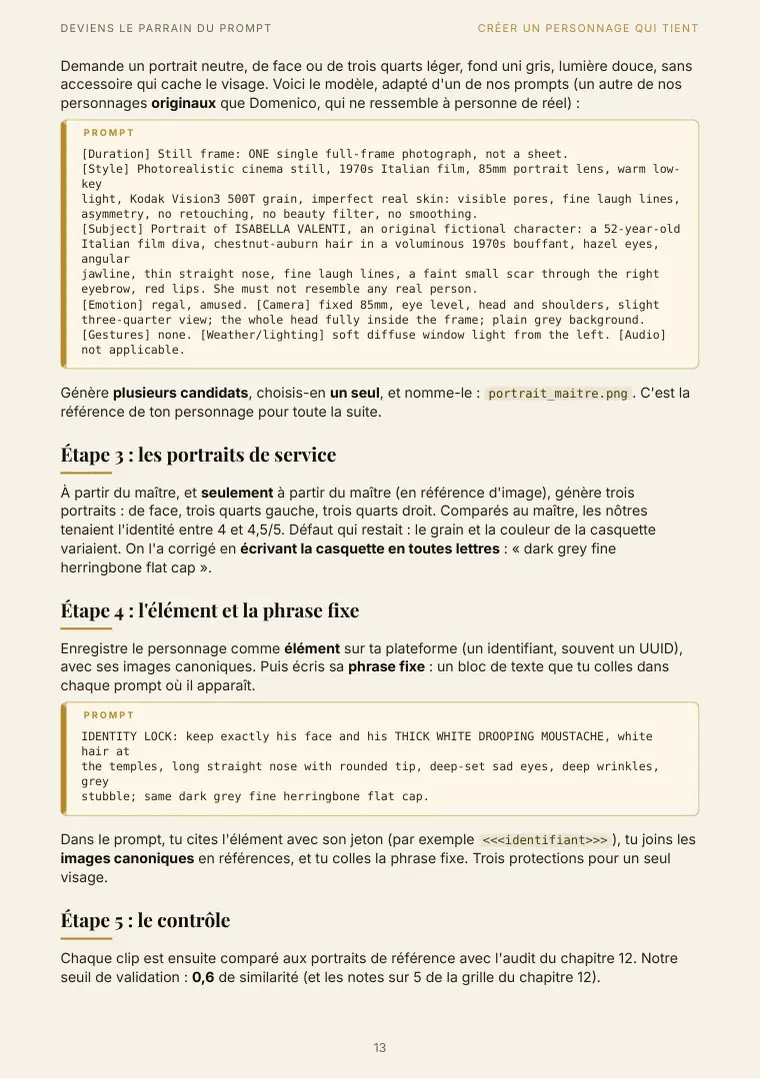 DEVIENS LE PARRAIN DU PROMPT
CRÉER UN PERSONNAGE QUI TIENT
Demande un portrait neutre, de face ou de trois quarts léger, fond uni gris, lumière douce, sans
accessoire qui cache le visage. Voici le modèle, adapté d'un de nos prompts (un autre de nos
personnages originaux que Domenico, qui ne ressemble à personne de réel) :
PROMPT
[Duration] Still frame: ONE single full-frame photograph, not a sheet.
[Style] Photorealistic cinema still, 1970s Italian film, 85mm portrait lens, warm low-
key
light, Kodak Vision3 500T grain, imperfect real skin: visible pores, fine laugh lines,
asymmetry, no retouching, no beauty filter, no smoothing.
[Subject] Portrait of ISABELLA VALENTI, an original fictional character: a 52-year-old
Italian film diva, chestnut-auburn hair in a voluminous 1970s bouffant, hazel eyes,
angular
jawline, thin straight nose, fine laugh lines, a faint small scar through the right
eyebrow, red lips. She must not resemble any real person.
[Emotion] regal, amused. [Camera] fixed 85mm, eye level, head and shoulders, slight
three-quarter view; the whole head fully inside the frame; plain grey background.
[Gestures] none. [Weather/lighting] soft diffuse window light from the left. [Audio]
not applicable.
Génère plusieurs candidats, choisis-en un seul, et nomme-le : portrait_maitre.png. C'est la
référence de ton personnage pour toute la suite.
Étape 3 : les portraits de service
À partir du maître, et seulement à partir du maître (en référence d'image), génère trois
portraits : de face, trois quarts gauche, trois quarts droit. Comparés au maître, les nôtres
tenaient l'identité entre 4 et 4,5/5. Défaut qui restait : le grain et la couleur de la casquette
variaient. On l'a corrigé en écrivant la casquette en toutes lettres : « dark grey fine
herringbone flat cap ».
Étape 4 : l'élément et la phrase fixe
Enregistre le personnage comme élément sur ta plateforme (un identifiant, souvent un UUID),
avec ses images canoniques. Puis écris sa phrase fixe : un bloc de texte que tu colles dans
chaque prompt où il apparaît.
PROMPT
IDENTITY LOCK: keep exactly his face and his THICK WHITE DROOPING MOUSTACHE, white
hair at
the temples, long straight nose with rounded tip, deep-set sad eyes, deep wrinkles,
grey
stubble; same dark grey fine herringbone flat cap.
Dans le prompt, tu cites l'élément avec son jeton (par exemple <<<identifiant>>>), tu joins les
images canoniques en références, et tu colles la phrase fixe. Trois protections pour un seul
visage.
Étape 5 : le contrôle
Chaque clip est ensuite comparé aux portraits de référence avec l'audit du chapitre 12. Notre
seuil de validation : 0,6 de similarité (et les notes sur 5 de la grille du chapitre 12).
13